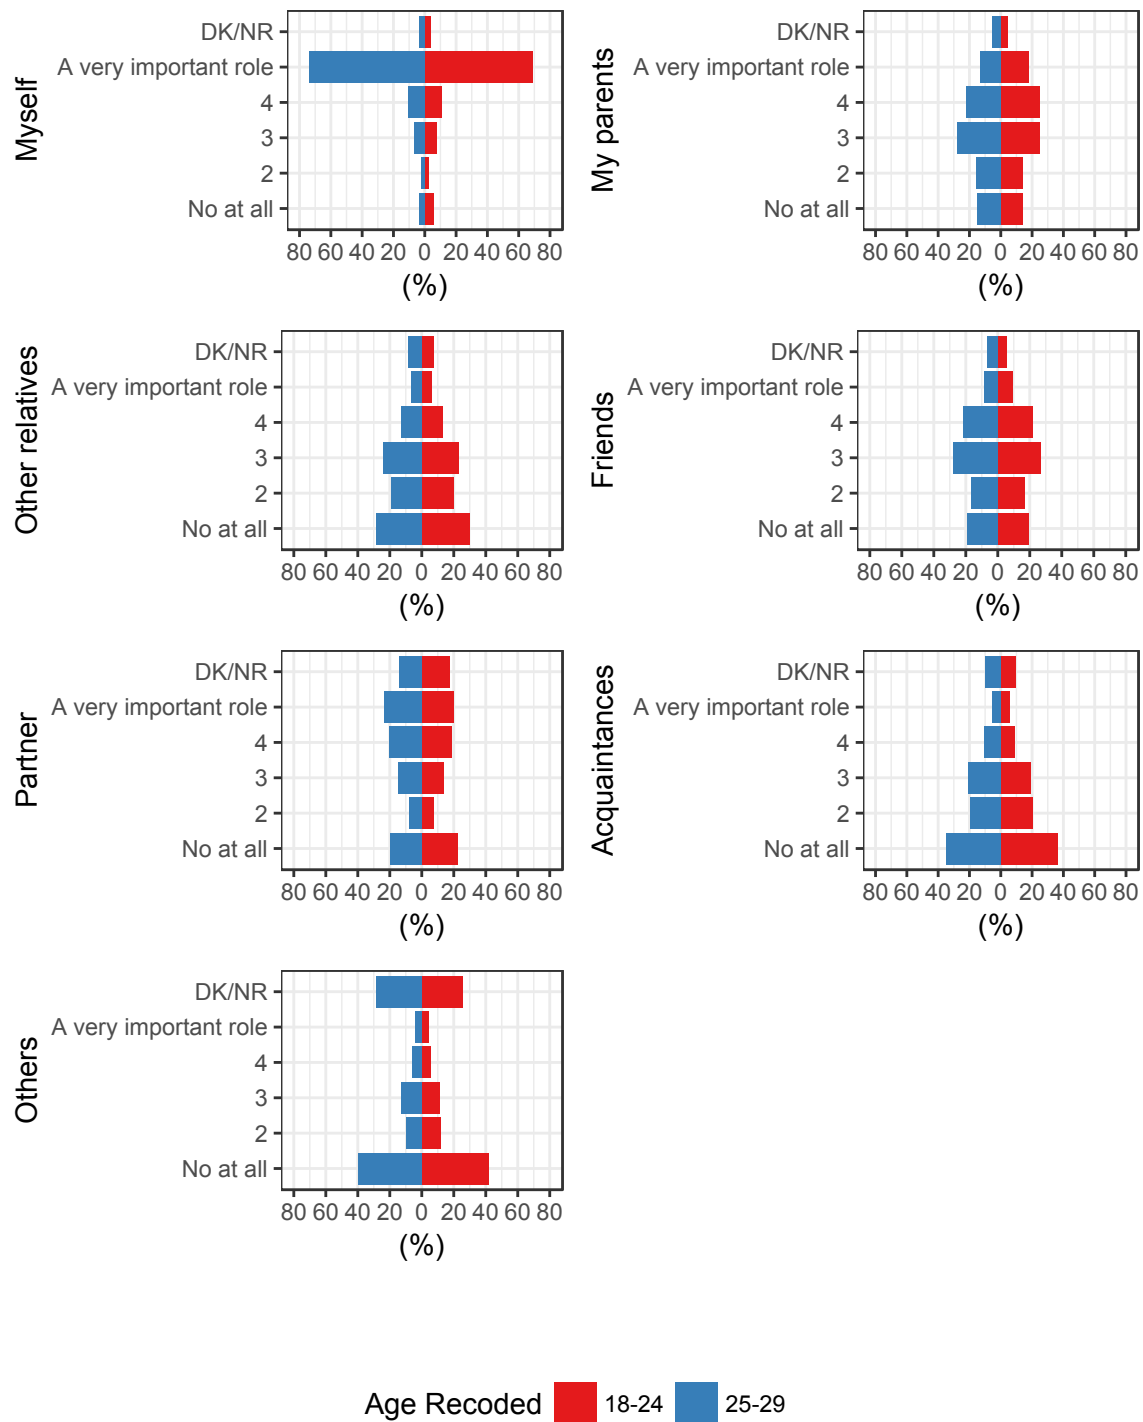 Myself
DK/NR
A very important role
4
3
2
No at all
80 60 40 20 0 20 40 60 80
(%)
My parents
DK/NR
A very important role
4
3
2
No at all
80 60 40 20 0 20 40 60 80
(%)
Other relatives
DK/NR
A very important role
4
3
2
No at all
80 60 40 20 0 20 40 60 80
(%)
Friends
DK/NR
A very important role
4
3
2
No at all
80 60 40 20 0 20 40 60 80
(%)
Partner
DK/NR
A very important role
4
3
2
No at all
80 60 40 20 0 20 40 60 80
(%)
Acquaintances
DK/NR
A very important role
4
3
2
No at all
80 60 40 20 0 20 40 60 80
(%)
Others
DK/NR
A very important role
4
3
2
No at all
80 60 40 20 0 20 40 60 80
(%)
Age Recoded 18-24 25-29